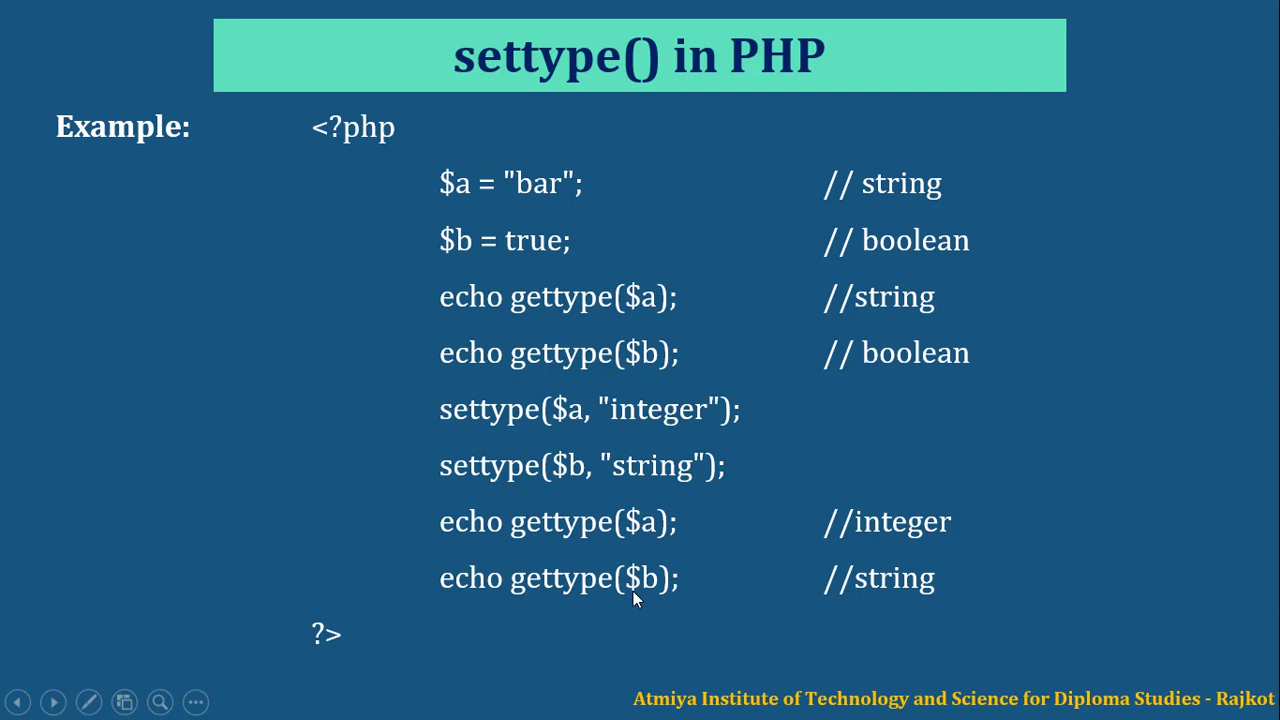 settype() in PHP
Example: <?php
$a = "bar"; // string
$b = true; // boolean
echo gettype($a); //string
echo gettype($b); // boolean
settype($a, "integer");
settype($b, "string");
echo gettype($a); //integer
echo gettype($b); //string
?>
Atmiya Institute of Technology and Science for Diploma Studies - Rajkot